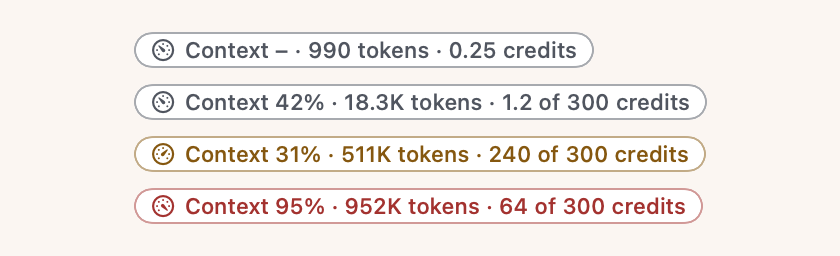 Context – · 990 tokens · 0.25 credits
Context 42% · 18.3K tokens · 1.2 of 300 credits
Context 31% · 511K tokens · 240 of 300 credits
Context 95% · 952K tokens · 64 of 300 credits